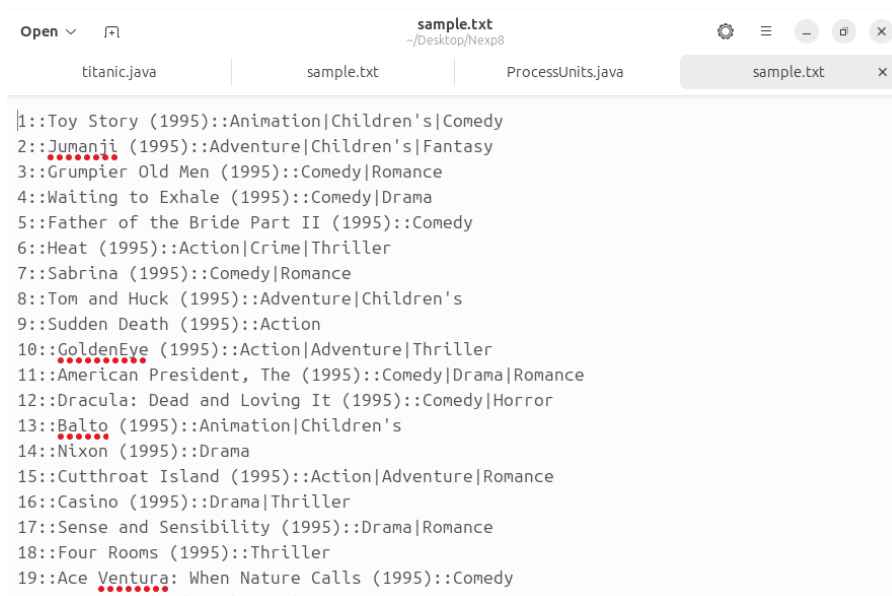 Open
sample.txt
~/Desktop/Nexp8
titanic.java
sample.txt
ProcessUnits.java
sample.txt
1::Toy Story (1995)::Animation|Children's|Comedy
2::Jumanji (1995)::Adventure|Children's|Fantasy
3::Grumpier Old Men (1995)::Comedy|Romance
4::Waiting to Exhale (1995)::Comedy|Drama
5::Father of the Bride Part II (1995)::Comedy
6::Heat (1995)::Action|Crime|Thriller
7::Sabrina (1995)::Comedy|Romance
8::Tom and Huck (1995)::Adventure|Children's
9::Sudden Death (1995)::Action
10::GoldenEye (1995)::Action|Adventure|Thriller
11::American President, The (1995)::Comedy|Drama|Romance
12::Dracula: Dead and Loving It (1995)::Comedy|Horror
13::Balto (1995)::Animation|Children's
14::Nixon (1995)::Drama
15::Cutthroat Island (1995)::Action|Adventure|Romance
16::Casino (1995)::Drama|Thriller
17::Sense and Sensibility (1995)::Drama|Romance
18::Four Rooms (1995)::Thriller
19::Ace Ventura: When Nature Calls (1995)::Comedy